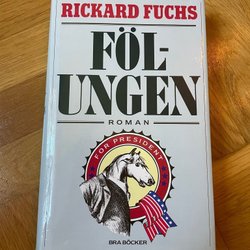 RICKARD FUCHS
FÖL-
UNGEN
ROMAN
FOR PRESIDENT
BRA BÖCKER